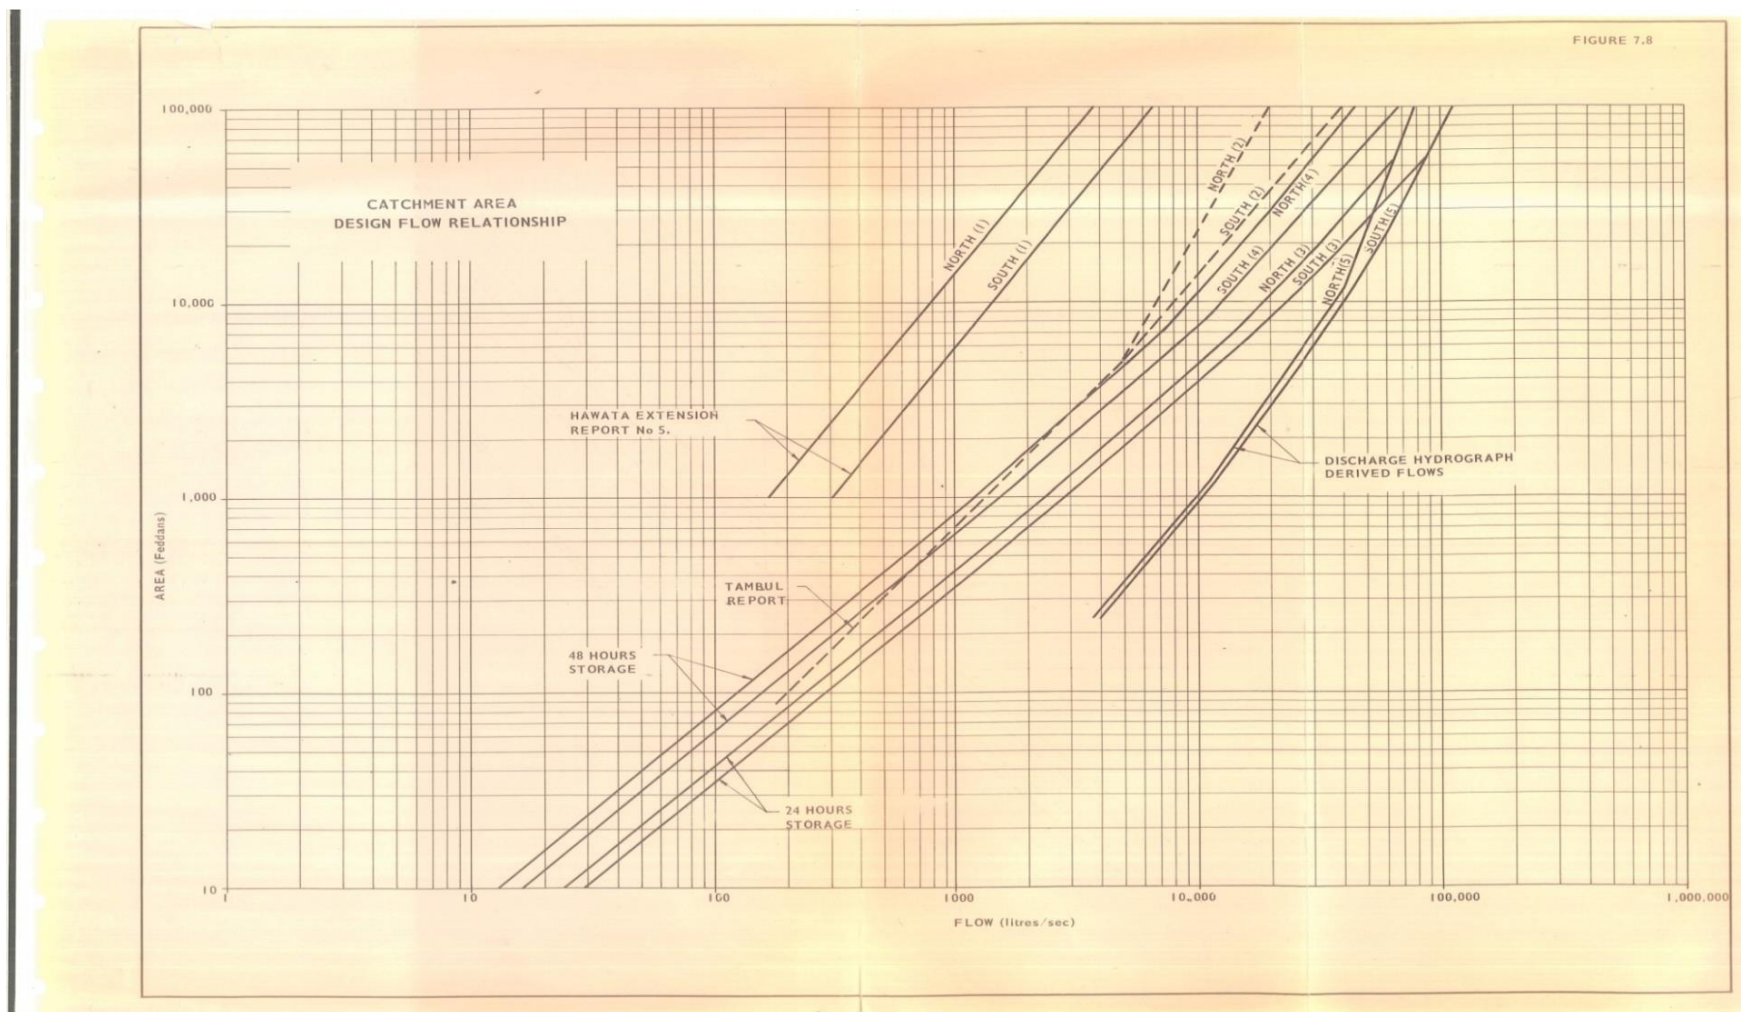 FIGURE 7.8
100,000
CATCHMENT AREA
DESIGN FLOW RELATIONSHIP
NORTH (1)
SOUTH (1)
NORTH (2)
SOUTH (2)
NORTH(4)
SOUTH (4)
NORTH (3)
SOUTH (3)
NORTH(5)
SOUTH(5)
10,000
HAWATA EXTENSION
REPORT No 5.
DISCHARGE HYDROGRAPH
DERIVED FLOWS
1,000
AREA (Feddans)
TAMBUL
REPORT
48 HOURS
STORAGE
100
24 HOURS
STORAGE
10
1
10
100
1000
10,000
100,000
1.000,000
FLOW (litres/sec)